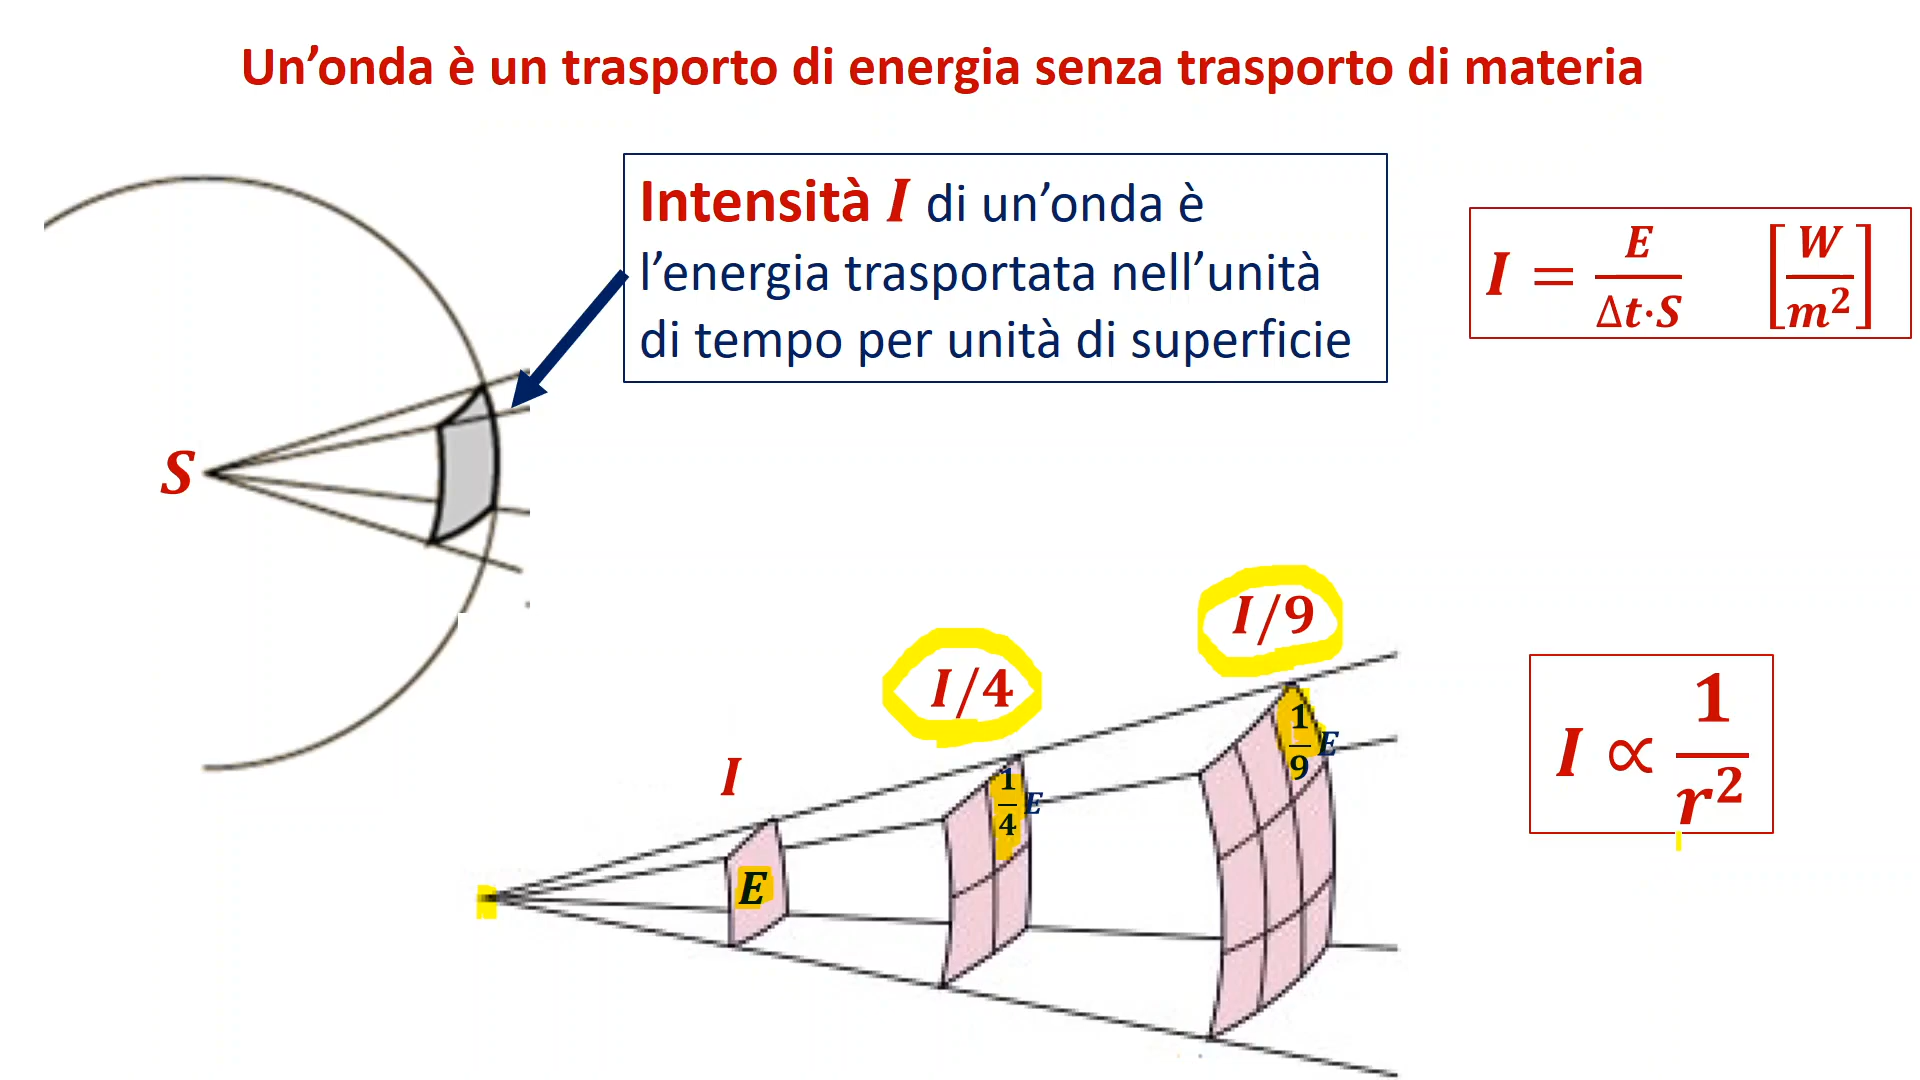 Un’onda è un trasporto di energia senza trasporto di materia
Intensità I di un’onda è
l’energia trasportata nell’unità
di tempo per unità di superficie
I = E / Δt·S [W/m²]
S
I/9
I/4
I
1/9 E
1/4 E
E
I ∝ 1/r²